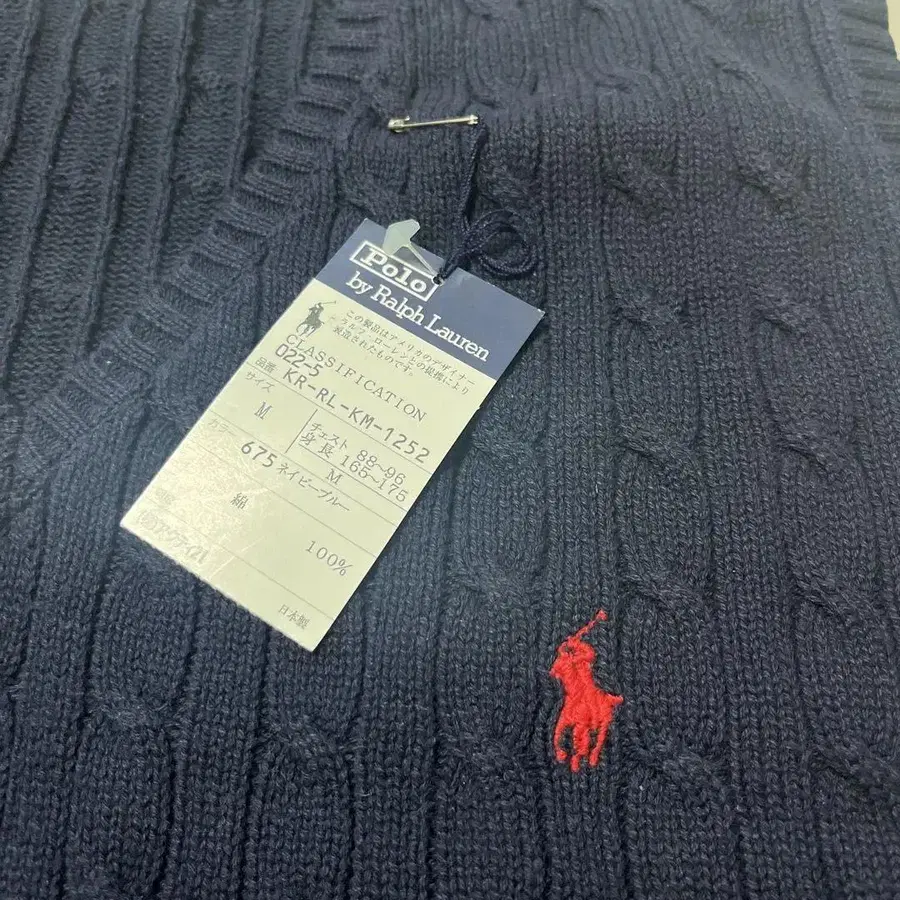 Polo
by Ralph Lauren
この製品はアメリカのデザイナー
ラルフ ローレンとの提携により
製造されたものです。
CLASSIFICATION
022-5
品番 KR-RL-KM-1252
サイズ
M
チェスト 88〜96
身長 165〜175
M
カラー
675 ネイビーブルー
綿 100%
日本製